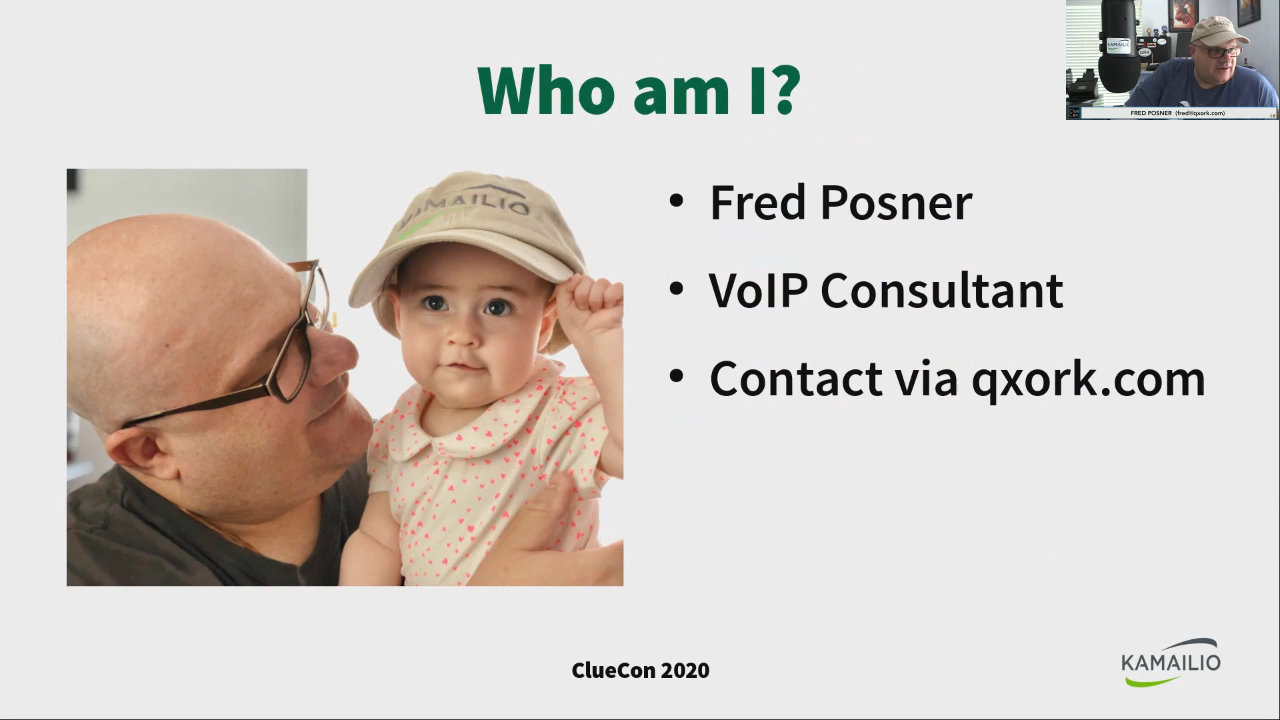 Who am I?
FRED POSNER (fred@qxork.com)
KAMAILIO
KAMAILIO
• Fred Posner
• VoIP Consultant
• Contact via qxork.com
ClueCon 2020
KAMAILIO